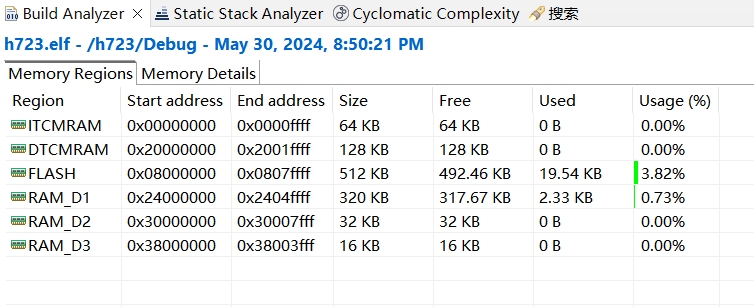 Build Analyzer Static Stack Analyzer Cyclomatic Complexity 搜索
h723.elf - /h723/Debug - May 30, 2024, 8:50:21 PM
Memory Regions Memory Details
Region Start address End address Size Free Used Usage (%)
ITCMRAM 0x00000000 0x0000ffff 64 KB 64 KB 0 B 0.00%
DTCMRAM 0x20000000 0x2001ffff 128 KB 128 KB 0 B 0.00%
FLASH 0x08000000 0x0807ffff 512 KB 492.46 KB 19.54 KB 3.82%
RAM_D1 0x24000000 0x2404ffff 320 KB 317.67 KB 2.33 KB 0.73%
RAM_D2 0x30000000 0x30007fff 32 KB 32 KB 0 B 0.00%
RAM_D3 0x38000000 0x38003fff 16 KB 16 KB 0 B 0.00%